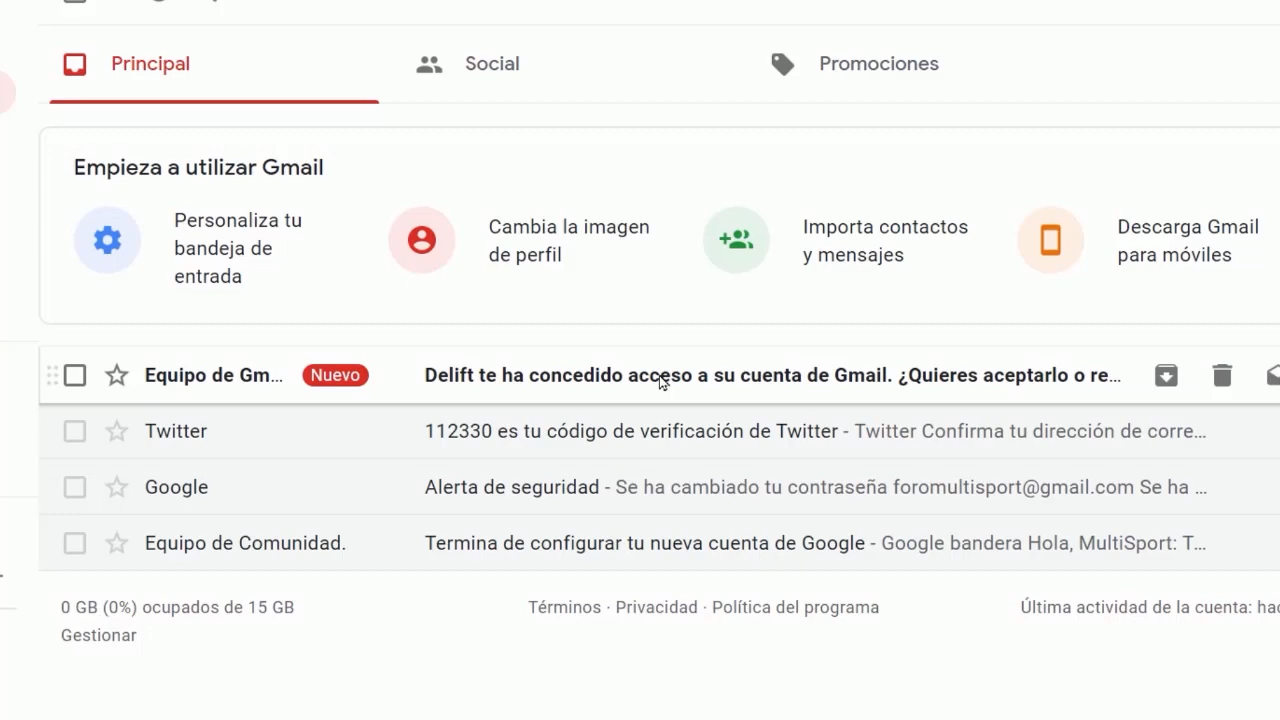 Principal
Social
Promociones
Empieza a utilizar Gmail
Personaliza tu
bandeja de
entrada
Cambia la imagen
de perfil
Importa contactos
y mensajes
Descarga Gmail
para móviles
Equipo de Gm... Nuevo Delift te ha concedido acceso a su cuenta de Gmail. ¿Quieres aceptarlo o re...
Twitter 112330 es tu código de verificación de Twitter - Twitter Confirma tu dirección de corre...
Google Alerta de seguridad - Se ha cambiado tu contraseña foromultisport@gmail.com Se ha ...
Equipo de Comunidad. Termina de configurar tu nueva cuenta de Google - Google bandera Hola, MultiSport: T...
0 GB (0%) ocupados de 15 GB
Gestionar
Términos · Privacidad · Política del programa
Última actividad de la cuenta: